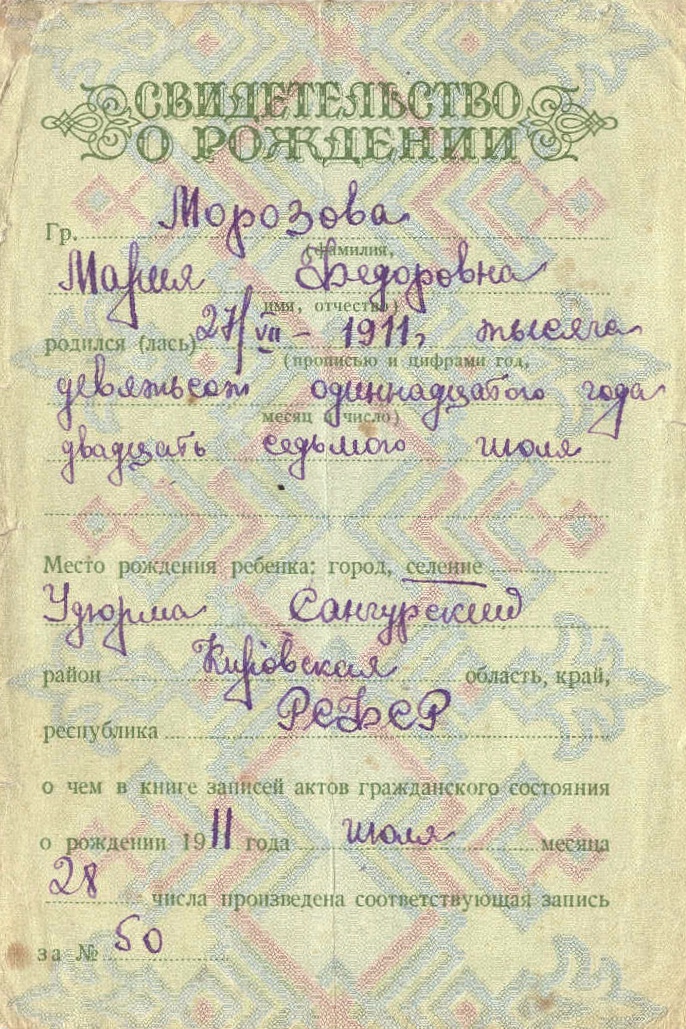 СВИДЕТЕЛЬСТВО
О РОЖДЕНИИ
Гр. Морозова
(фамилия,
Мария Федоровна
имя, отчество)
родился (лась) 27/VII – 1911, тысяча
(прописью и цифрами год,
девятьсот одиннадцатого года
месяц и число)
двадцать седьмого июля
Место рождения ребенка: город, селение
Удюрма Сангурский
район Кировская область, край,
республика РСФСР
о чем в книге записей актов гражданского состояния
о рождении 1911 года июля месяца
28 числа произведена соответствующая запись
за № 50